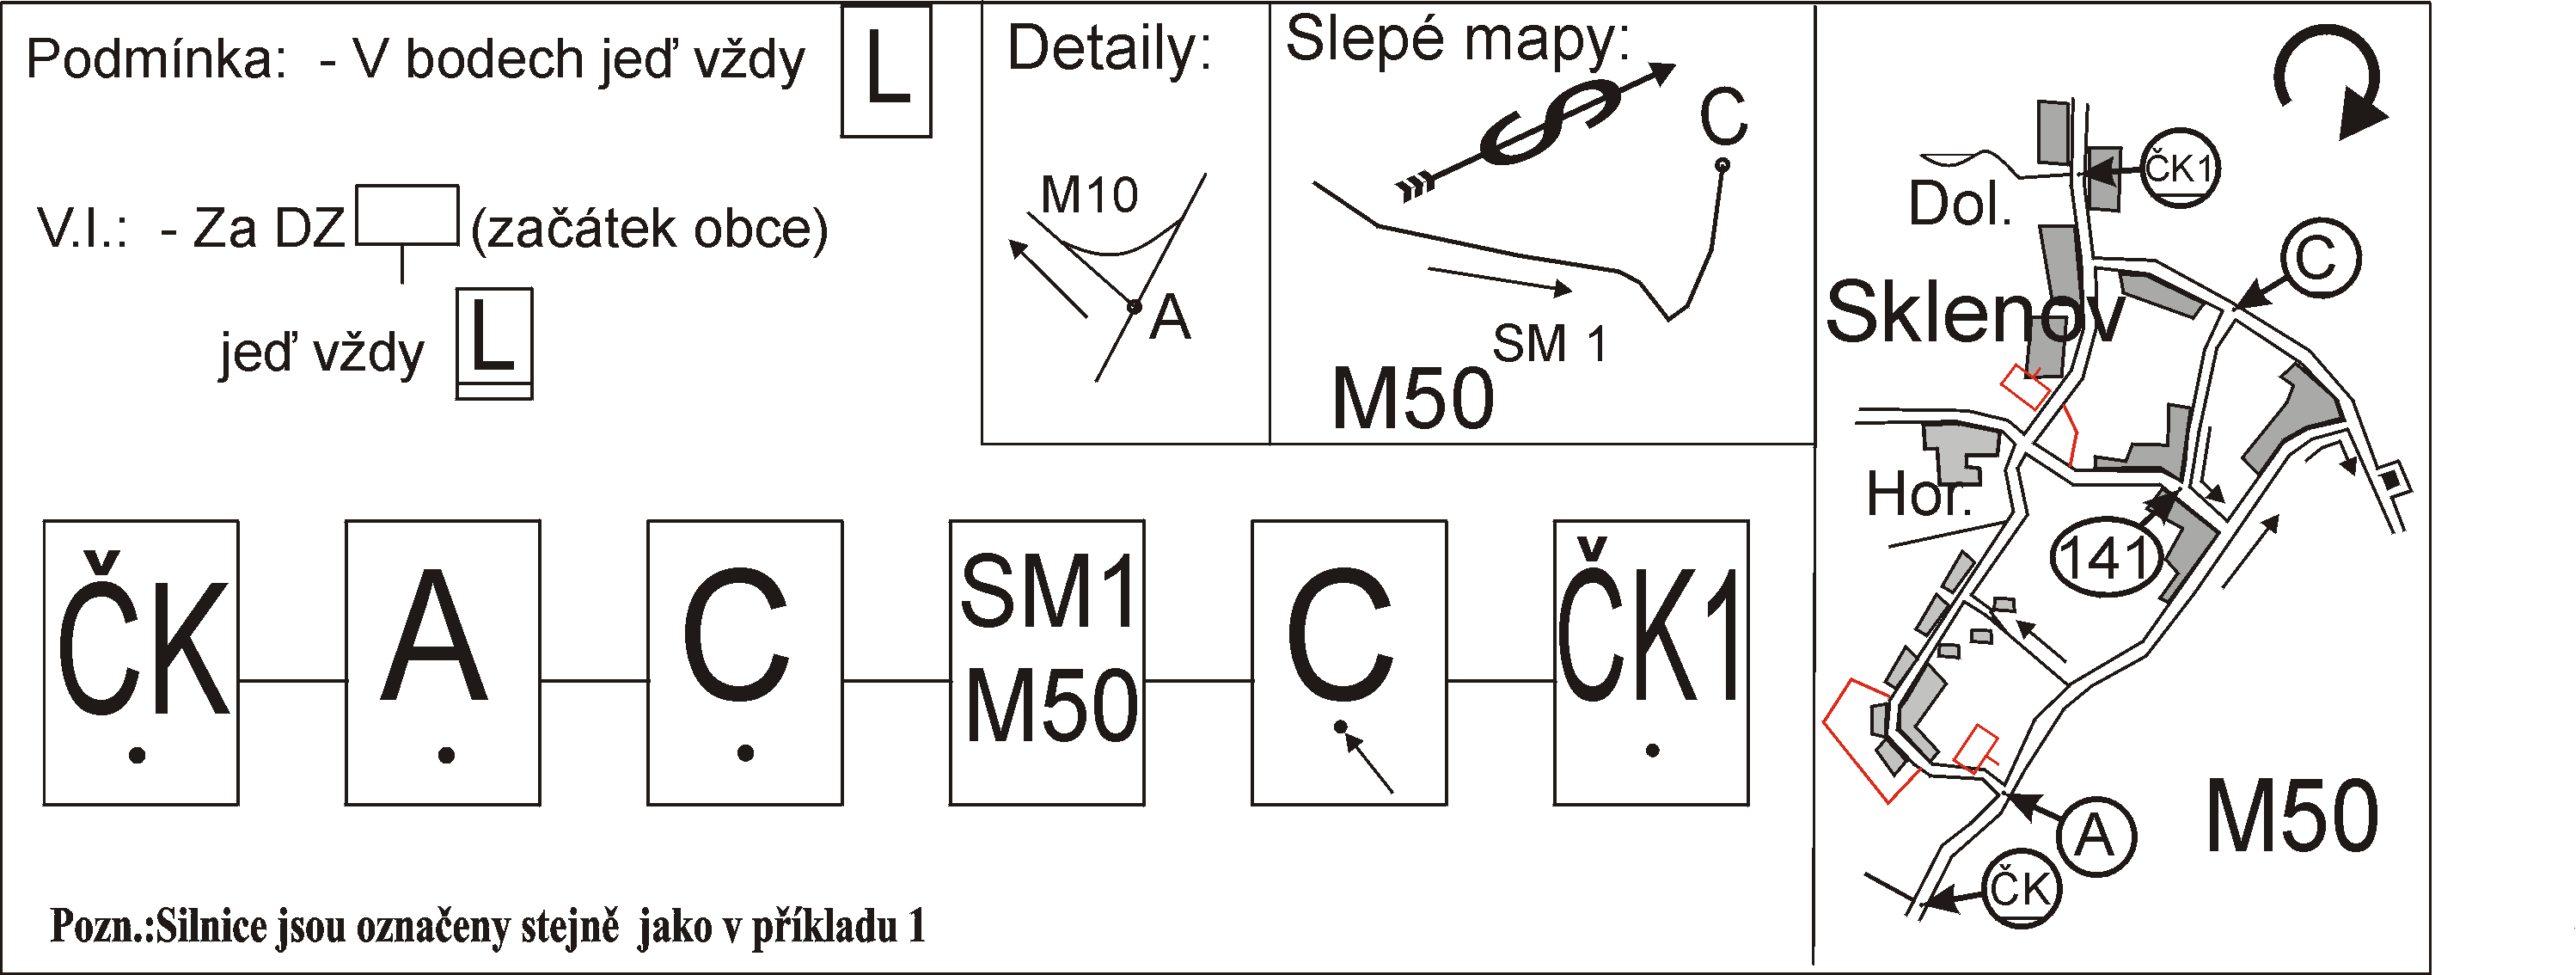 Podmínka: - V bodech jeď vždy L
V.I.: - Za DZ (začátek obce)
jeď vždy L
Detaily:
M10
A
Slepé mapy:
S
C
SM 1
M50
ČK
A
C
SM1
M50
C
ČK1
Pozn.:Silnice jsou označeny stejně jako v příkladu 1
ČK1
Dol.
C
Sklenov
Hor.
141
M50
A
ČK